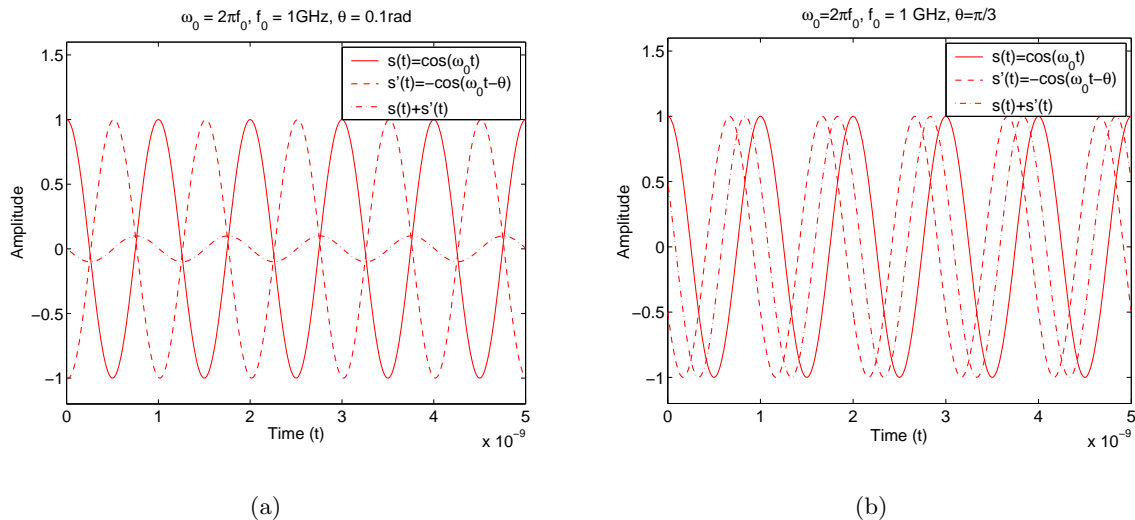 ω₀ = 2πf₀, f₀ = 1GHz, θ = 0.1rad
s(t)=cos(ω₀t)
s'(t)=−cos(ω₀t−θ)
s(t)+s'(t)
1.5
1
0.5
0
−0.5
−1
Amplitude
0 1 2 3 4 5
Time (t)
x 10⁻⁹
(a)
ω₀=2πf₀, f₀ = 1 GHz, θ=π/3
s(t)=cos(ω₀t)
s'(t)=−cos(ω₀t−θ)
s(t)+s'(t)
1.5
1
0.5
0
−0.5
−1
Amplitude
0 1 2 3 4 5
Time (t)
x 10⁻⁹
(b)